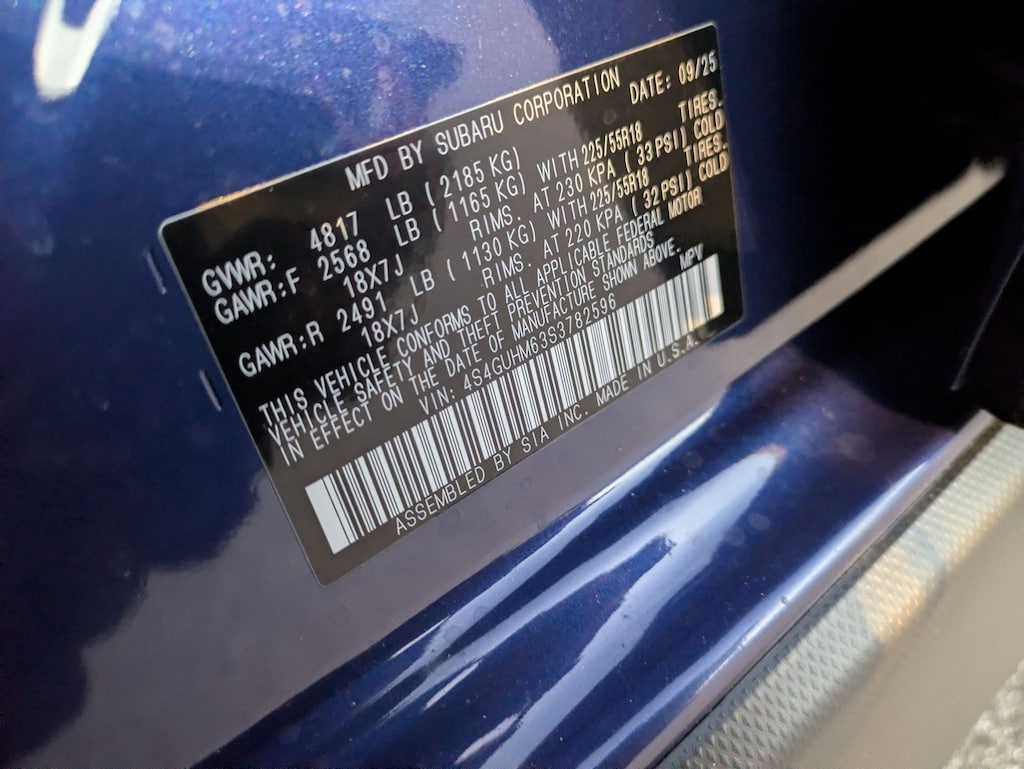 MFD BY SUBARU CORPORATION DATE: 09/25
GVWR: 4817 LB (2185 KG)
GAWR:F 2568 LB (1165 KG) WITH 225/55R18 TIRES.
18X7J RIMS. AT 230 KPA (33 PSI) COLD
GAWR:R 2491 LB (1130 KG) WITH 225/55R18 TIRES.
18X7J RIMS. AT 220 KPA (32 PSI) COLD
THIS VEHICLE CONFORMS TO ALL APPLICABLE FEDERAL MOTOR
VEHICLE SAFETY AND THEFT PREVENTION STANDARDS
IN EFFECT ON THE DATE OF MANUFACTURE SHOWN ABOVE.
VIN: 4S4GUHM63S3782596 MPV
ASSEMBLED BY SIA INC. MADE IN U.S.A.